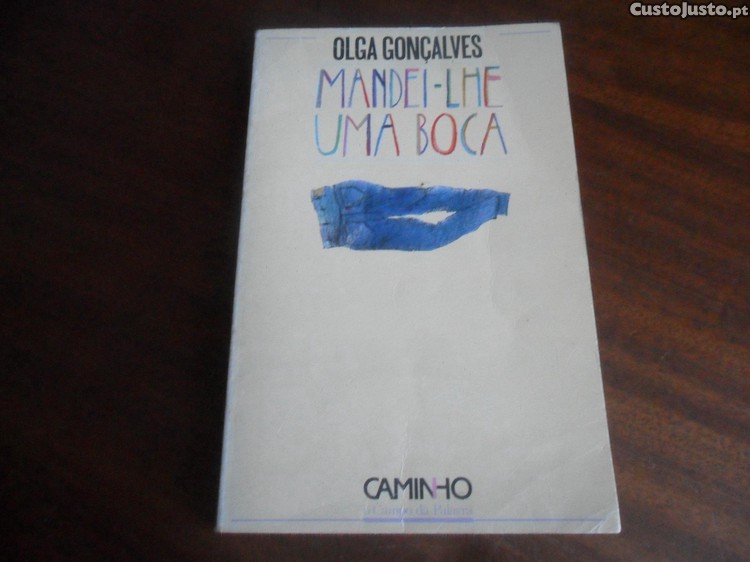 CustoJusto.pt
OLGA GONÇALVES
MANDEI-LHE
UMA BOCA
CAMINHO
O Campo da Palavra